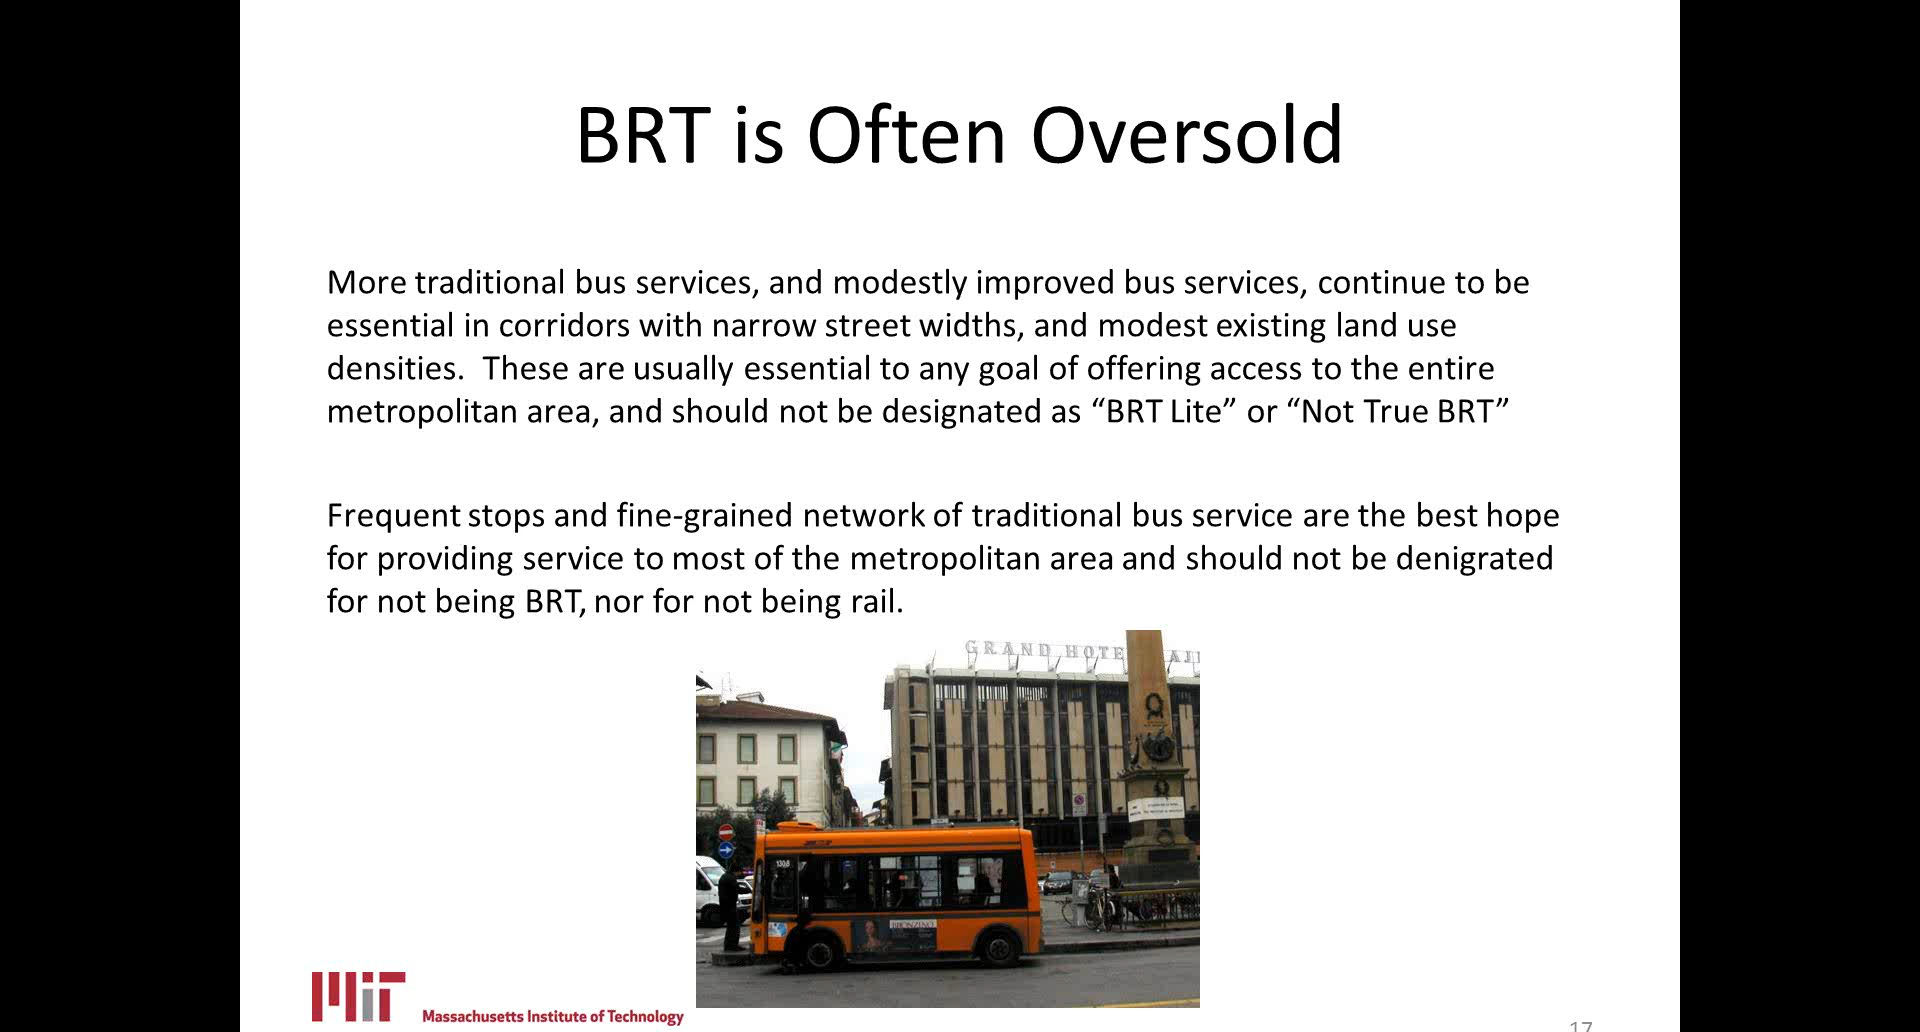 BRT is Often Oversold
More traditional bus services, and modestly improved bus services, continue to be
essential in corridors with narrow street widths, and modest existing land use
densities.  These are usually essential to any goal of offering access to the entire
metropolitan area, and should not be designated as “BRT Lite” or “Not True BRT”
Frequent stops and fine-grained network of traditional bus service are the best hope
for providing service to most of the metropolitan area and should not be denigrated
for not being BRT, nor for not being rail.
GRAND HOTE AJ
1308
BRONZINO
MIT
Massachusetts Institute of Technology
17